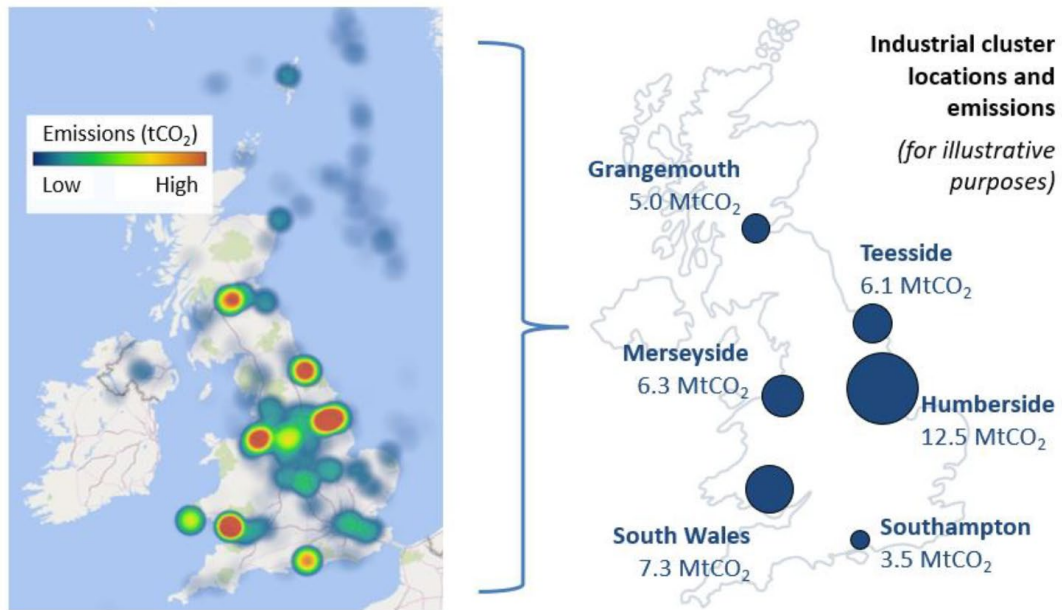 Emissions (tCO₂)
Low High
Industrial cluster
locations and
emissions
(for illustrative
purposes)
Grangemouth
5.0 MtCO₂
Teesside
6.1 MtCO₂
Merseyside
6.3 MtCO₂
Humberside
12.5 MtCO₂
South Wales
7.3 MtCO₂
Southampton
3.5 MtCO₂